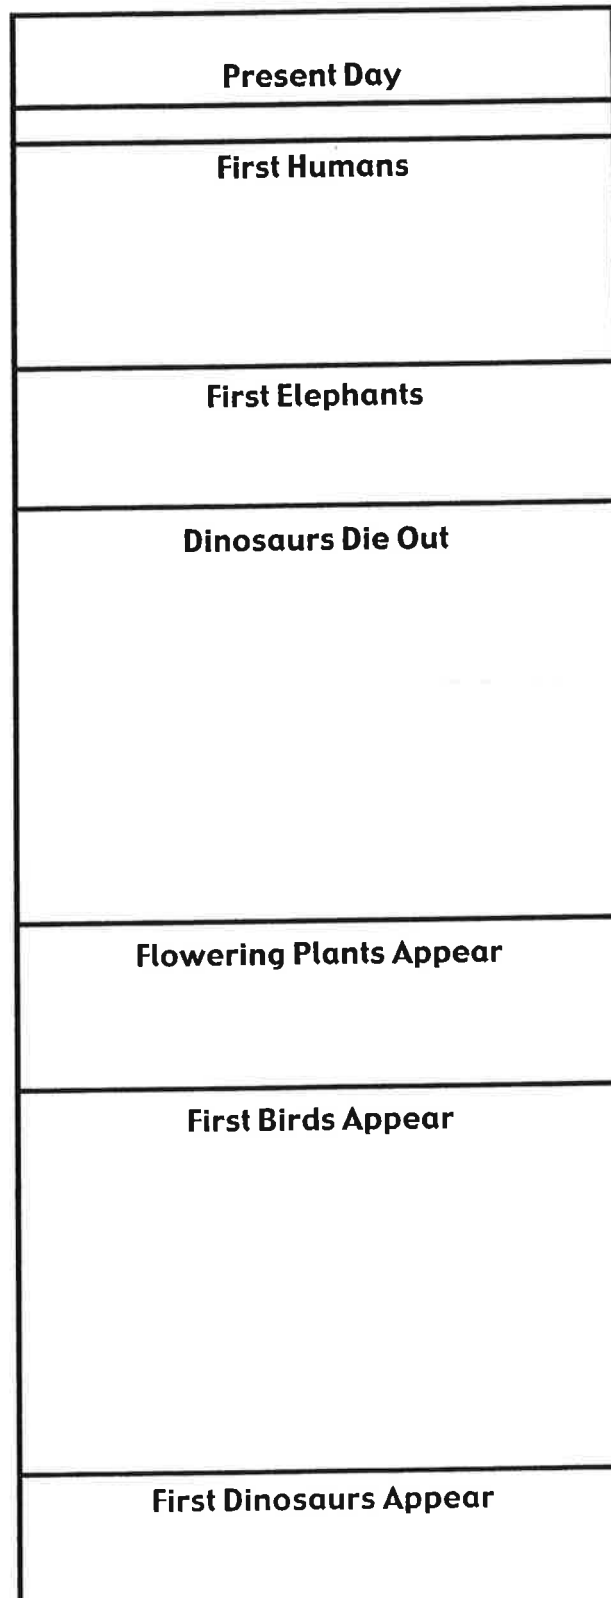 Present Day
First Humans
First Elephants
Dinosaurs Die Out
Flowering Plants Appear
First Birds Appear
First Dinosaurs Appear